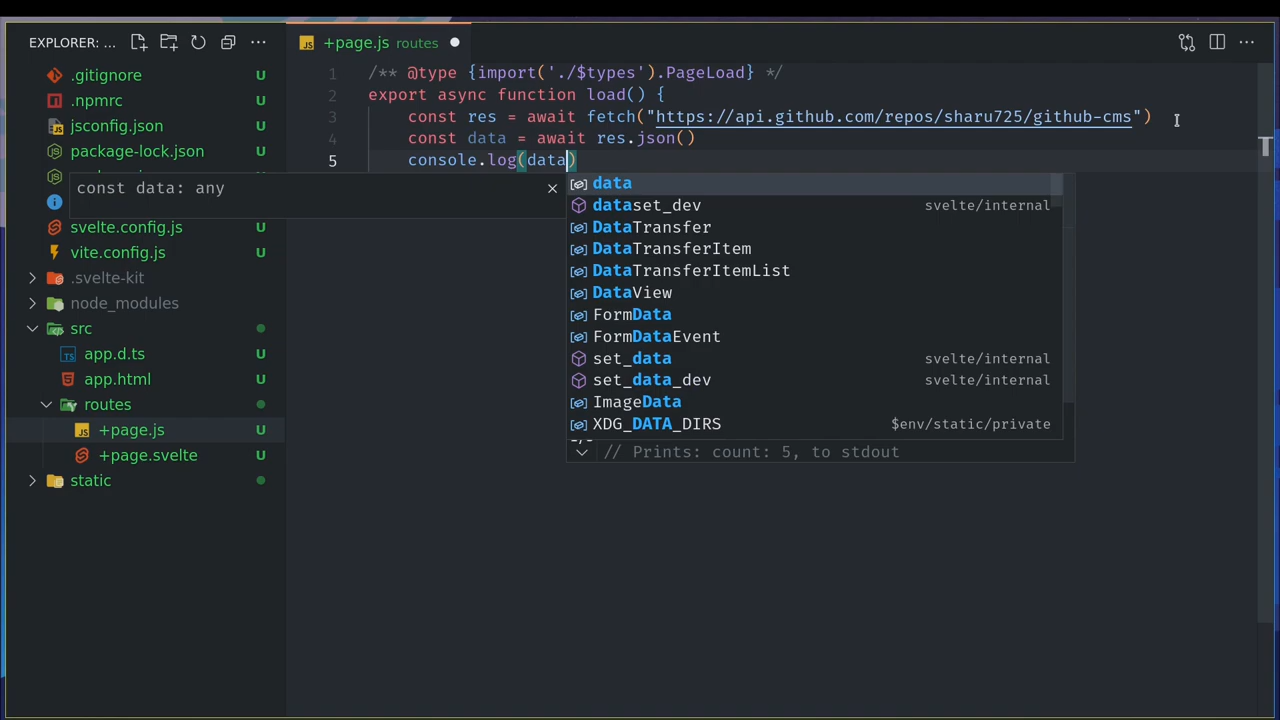 EXPLORER: ...
+page.js routes
.gitignore U
.npmrc U
jsconfig.json U
package-lock.json U
U
U
svelte.config.js U
vite.config.js U
.svelte-kit
node_modules
src
app.d.ts U
app.html U
routes
+page.js U
+page.svelte U
static
1 /** @type {import('./$types').PageLoad} */
2 export async function load() {
3 const res = await fetch("https://api.github.com/repos/sharu725/github-cms")
4 const data = await res.json()
5 console.log(data)
const data: any
data
dataset_dev svelte/internal
DataTransfer
DataTransferItem
DataTransferItemList
DataView
FormData
FormDataEvent
set_data svelte/internal
set_data_dev svelte/internal
ImageData
XDG_DATA_DIRS $env/static/private
// Prints: count: 5, to stdout